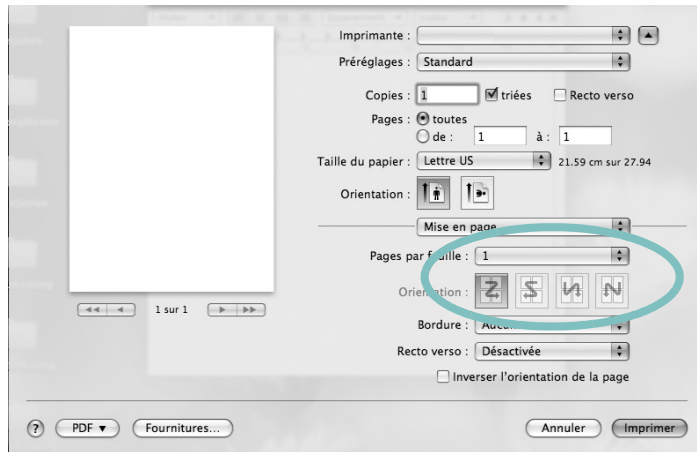 Imprimante :
Préréglages : Standard
Copies : 1 triées Recto verso
Pages : toutes
de : 1 à : 1
Taille du papier : Lettre US 21.59 cm sur 27.94
Orientation :
Mise en page
Pages par feuille : 1
Orientation :
Bordure :
Recto verso : Désactivée
Inverser l'orientation de la page
1 sur 1
? PDF Fournitures... Annuler Imprimer